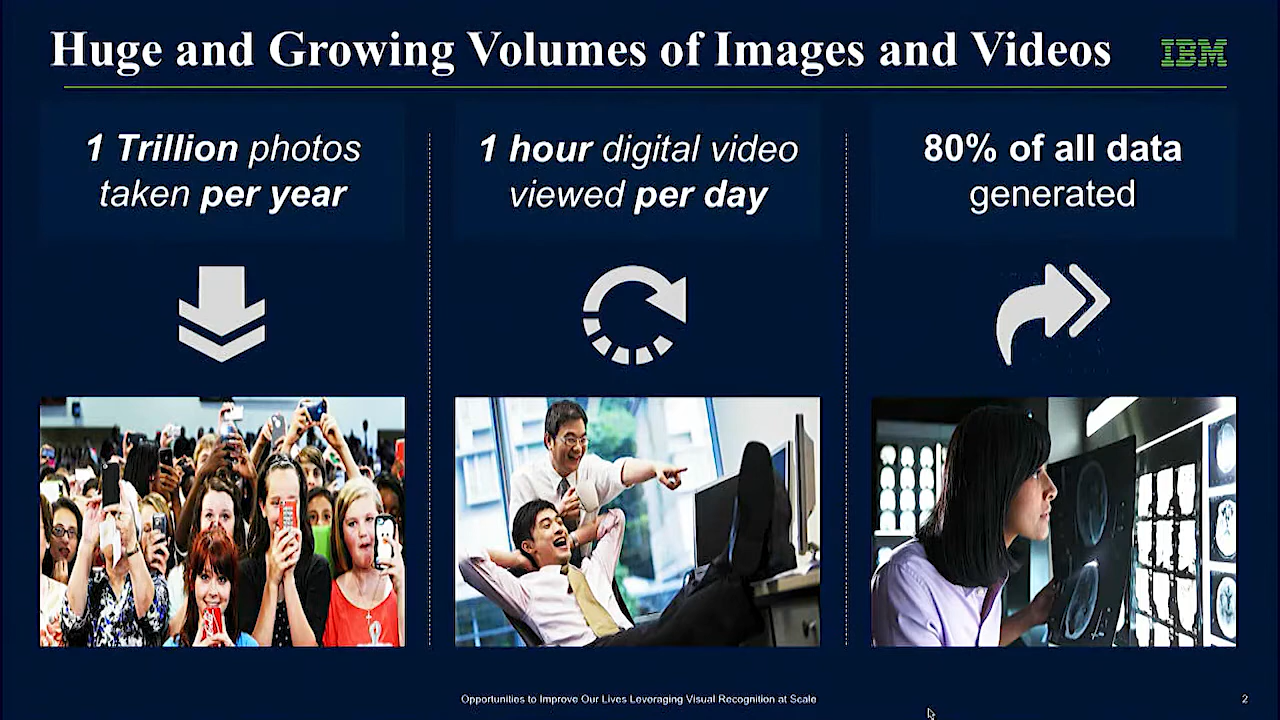 Huge and Growing Volumes of Images and Videos
IBM
1 Trillion photos
taken per year
1 hour digital video
viewed per day
80% of all data
generated
Opportunities to Improve Our Lives Leveraging Visual Recognition at Scale
2